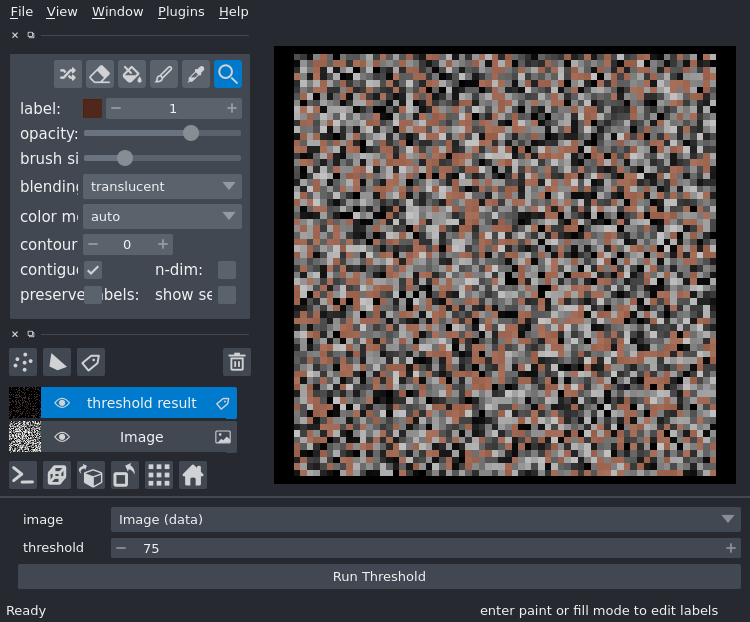 File View Window Plugins Help
label: 1
opacity:
brush si
blending translucent
color m auto
contour 0
contigu n-dim:
preserve abels: show se
threshold result
Image
image Image (data)
threshold 75
Run Threshold
Ready enter paint or fill mode to edit labels